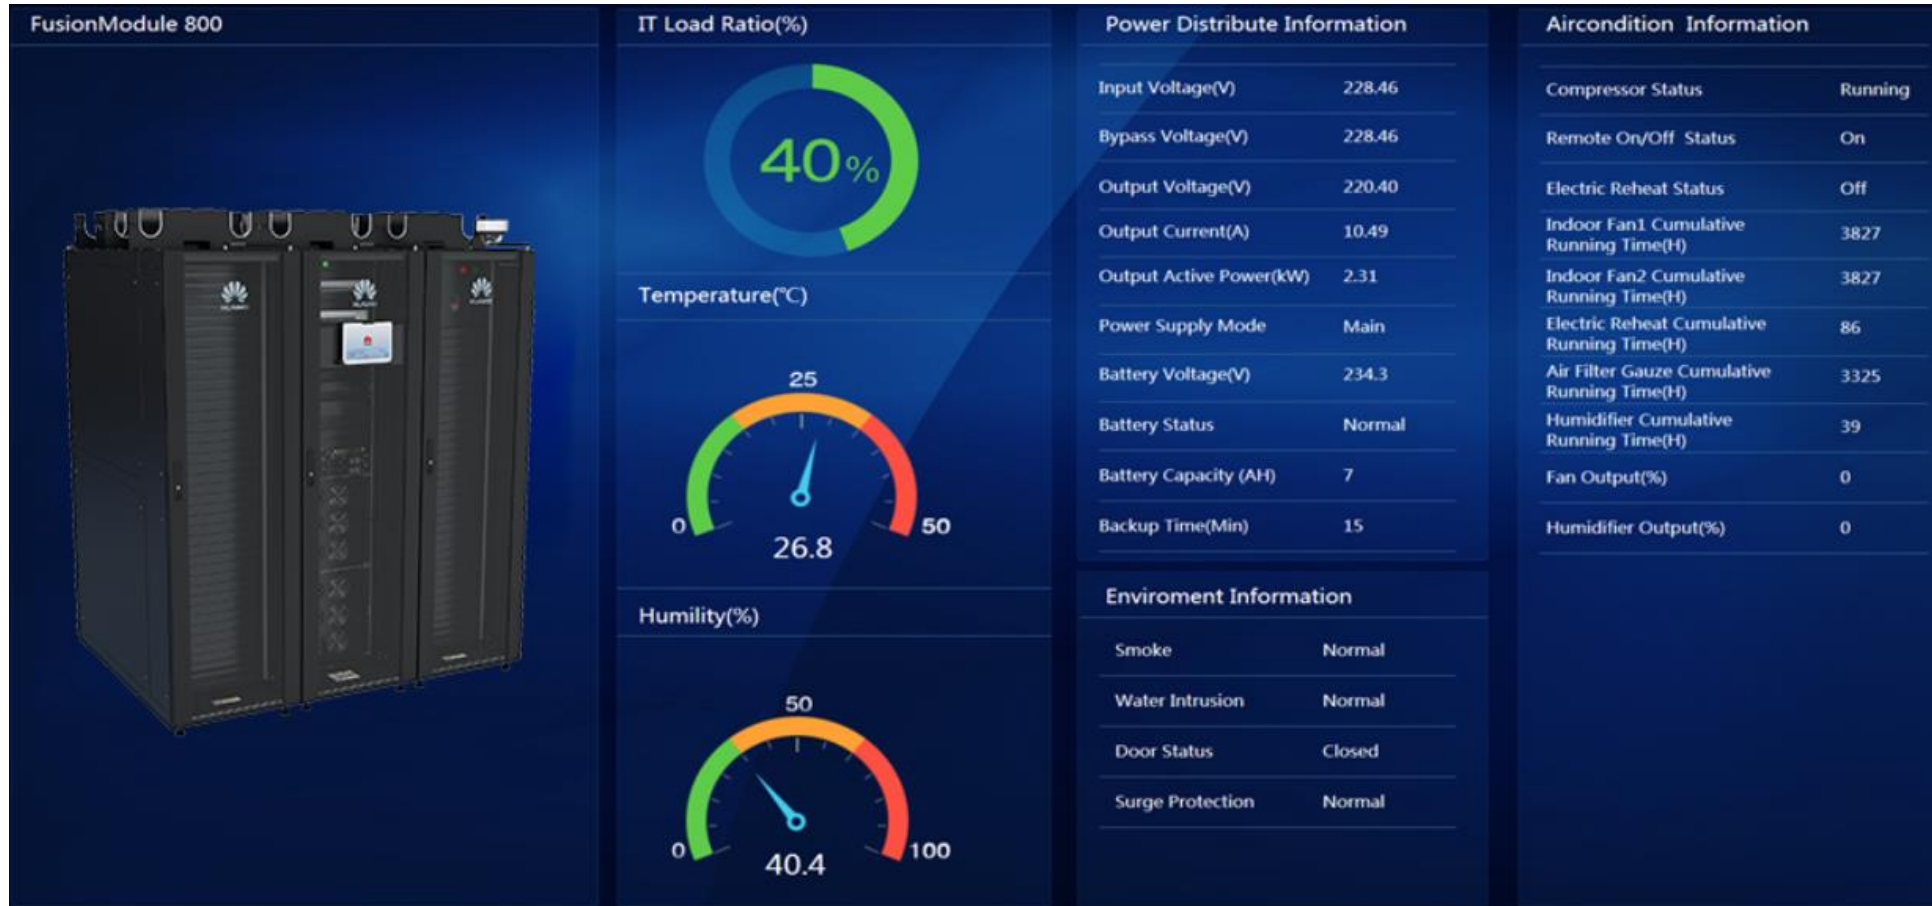 FusionModule 800
IT Load Ratio(%)
40%
Temperature(℃)
25
0
50
26.8
Humility(%)
50
0
100
40.4
Power Distribute Information
Input Voltage(V) 228.46
Bypass Voltage(V) 228.46
Output Voltage(V) 220.40
Output Current(A) 10.49
Output Active Power(kW) 2.31
Power Supply Mode Main
Battery Voltage(V) 234.3
Battery Status Normal
Battery Capacity (AH) 7
Backup Time(Min) 15
Enviroment Information
Smoke Normal
Water Intrusion Normal
Door Status Closed
Surge Protection Normal
Aircondition Information
Compressor Status Running
Remote On/Off Status On
Electric Reheat Status Off
Indoor Fan1 Cumulative
Running Time(H) 3827
Indoor Fan2 Cumulative
Running Time(H) 3827
Electric Reheat Cumulative
Running Time(H) 86
Air Filter Gauze Cumulative
Running Time(H) 3325
Humidifier Cumulative
Running Time(H) 39
Fan Output(%) 0
Humidifier Output(%) 0